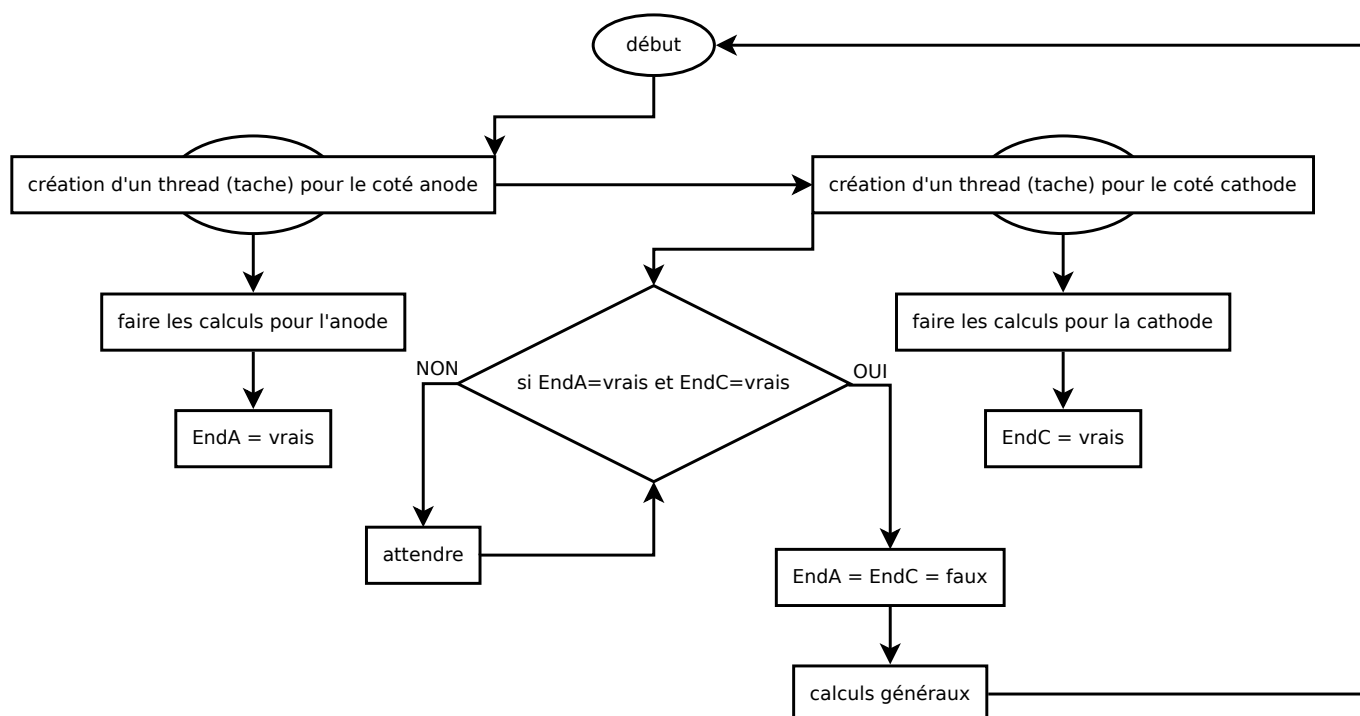 début
création d'un thread (tache) pour le coté anode
création d'un thread (tache) pour le coté cathode
faire les calculs pour l'anode
faire les calculs pour la cathode
NON
si EndA=vrais et EndC=vrais
OUI
EndA = vrais
EndC = vrais
attendre
EndA = EndC = faux
calculs généraux